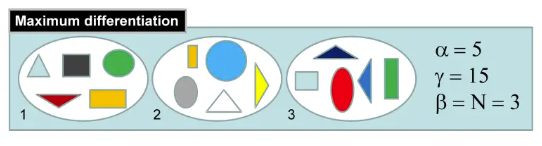 Maximum differentiation
1
2
3
α = 5
γ = 15
β = N = 3